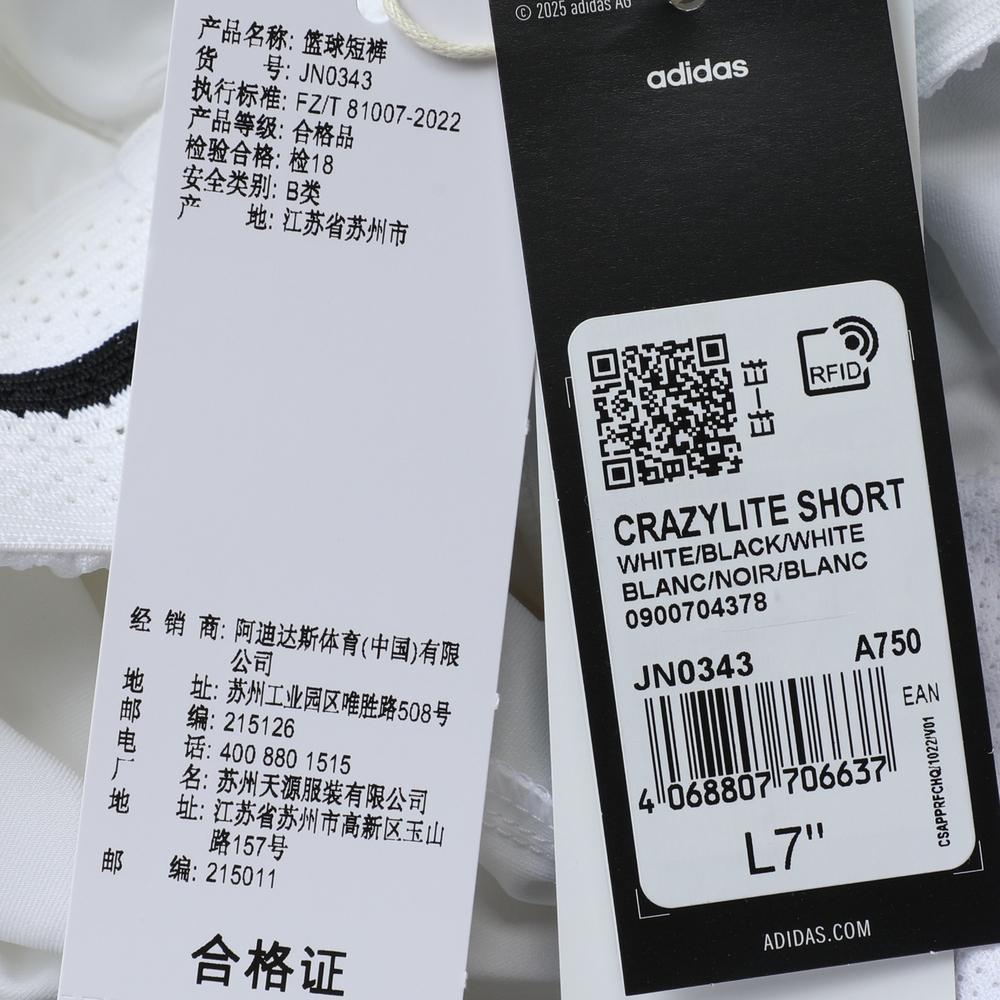 产品名称: 篮球短裤
货 号: JN0343
执行标准: FZ/T 81007-2022
产品等级: 合格品
检验合格: 检18
安全类别: B类
产 地: 江苏省苏州市
经 销 商: 阿迪达斯体育(中国)有限
公司
地 址: 苏州工业园区唯胜路508号
邮 编: 215126
电 话: 400 880 1515
厂 名: 苏州天源服装有限公司
地 址: 江苏省苏州市高新区玉山
路157号
邮 编: 215011
合格证
© 2025 adidas AG
adidas
RFID
CRAZYLITE SHORT
WHITE/BLACK/WHITE
BLANC/NOIR/BLANC
0900704378
JN0343 A750
EAN
4 068807 706637
CSAPPRFCHQ/1022/V01
L7"
ADIDAS.COM